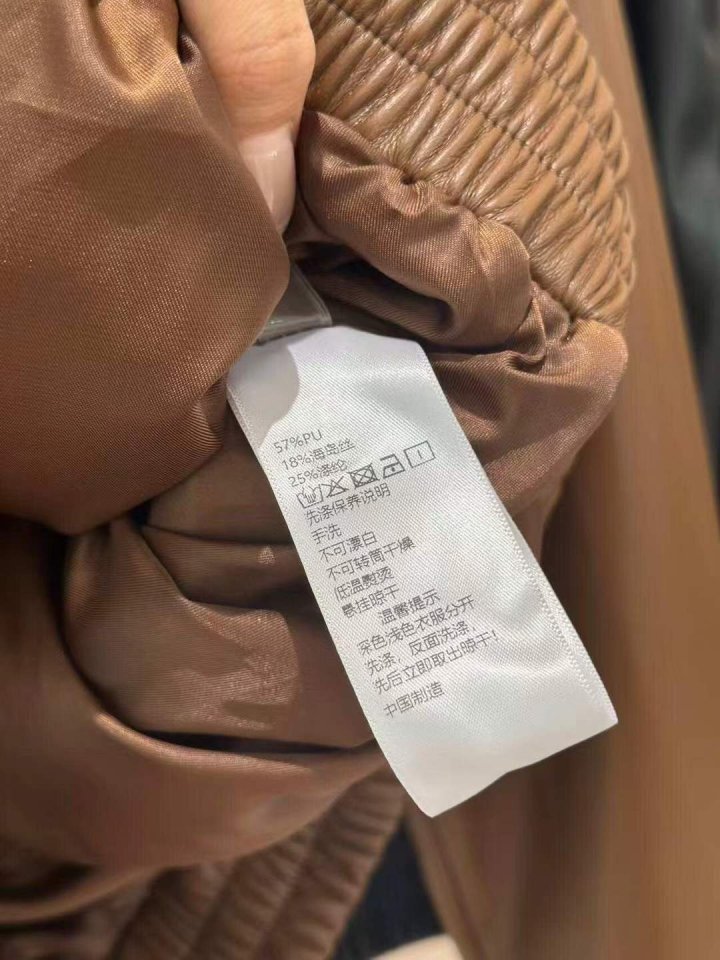 57%PU
18%海岛丝
25%涤纶
先涤保养说明
手洗
不可漂白
不可转筒干燥
低温熨烫
悬挂晾干
温馨提示
深色浅色衣服分开
先涤，反面洗涤
先后立即取出晾干!
中国制造